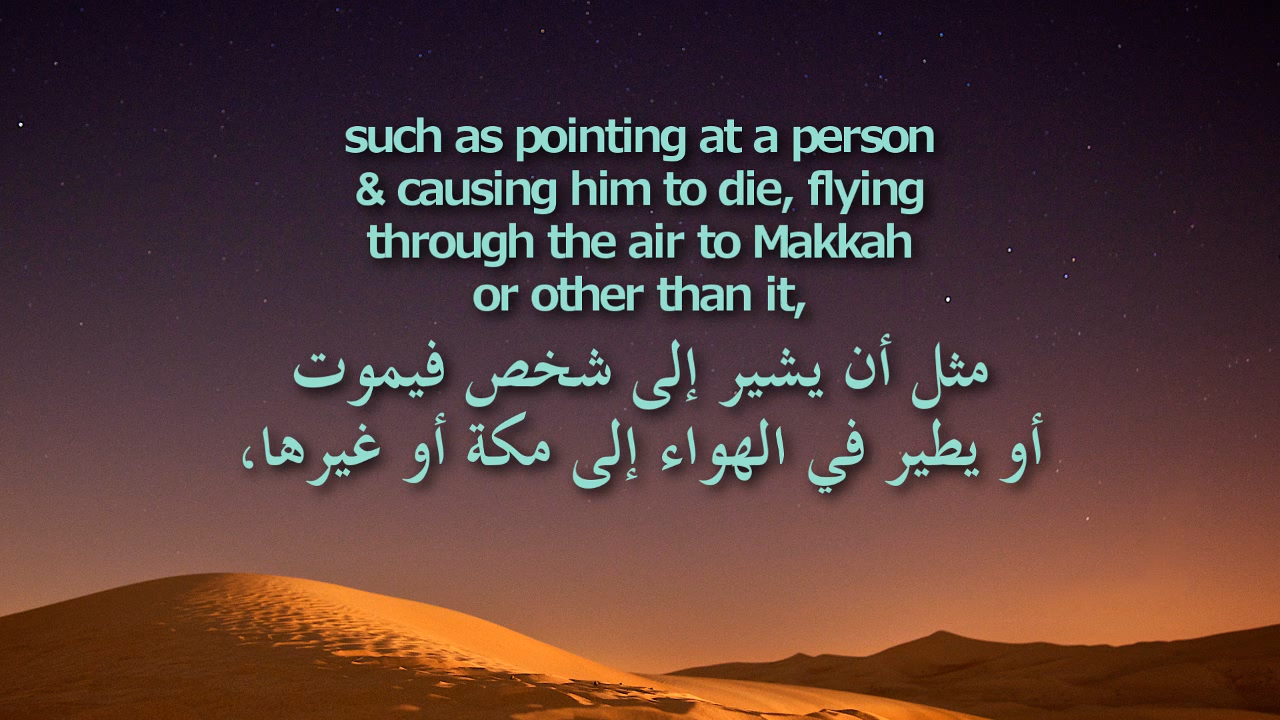 such as pointing at a person
& causing him to die, flying
through the air to Makkah
or other than it,
مثل أن يشير إلى شخص فيموت
أو يطير في الهواء إلى مكة أو غيرها،